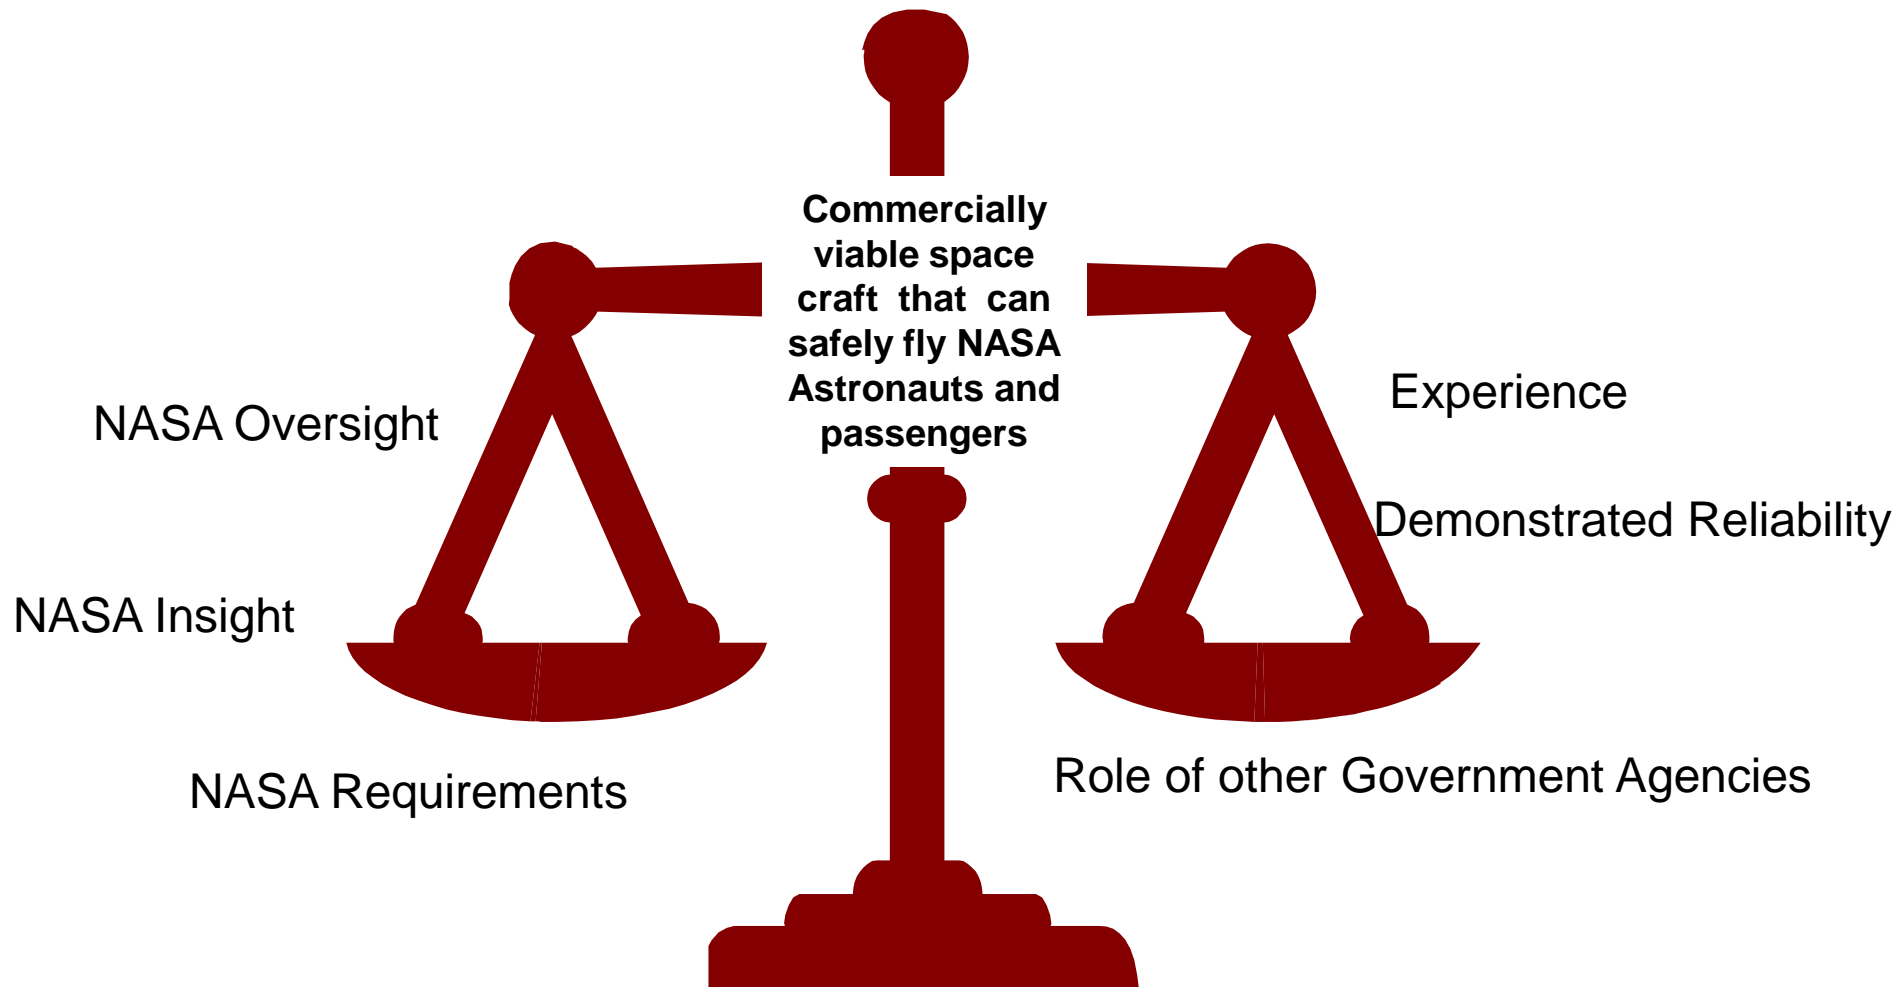 Commercially
viable space
craft that can
safely fly NASA
Astronauts and
passengers
NASA Oversight
NASA Insight
NASA Requirements
Experience
Demonstrated Reliability
Role of other Government Agencies